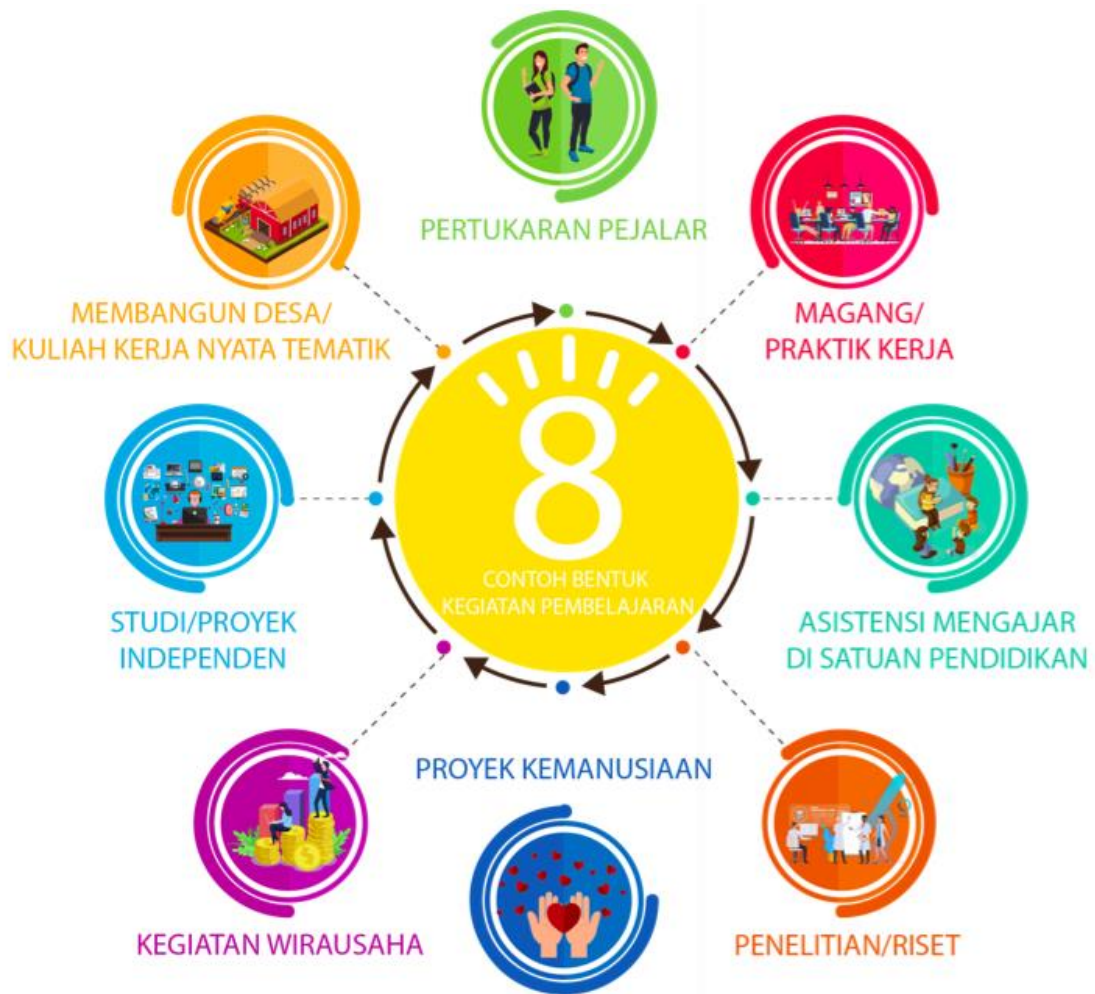 PERTUKARAN PEJALAR
MAGANG/
PRAKTIK KERJA
ASISTENSI MENGAJAR
DI SATUAN PENDIDIKAN
PENELITIAN/RISET
PROYEK KEMANUSIAAN
KEGIATAN WIRAUSAHA
STUDI/PROYEK
INDEPENDEN
MEMBANGUN DESA/
KULIAH KERJA NYATA TEMATIK
8
CONTOH BENTUK
KEGIATAN PEMBELAJARAN